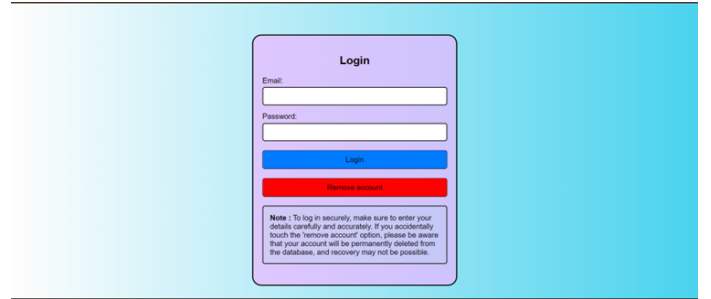 Login
Email:
Password:
Login
Remove account
Note : To log in securely, make sure to enter your
details carefully and accurately. If you accidentally
touch the 'remove account' option, please be aware
that your account will be permanently deleted from
the database, and recovery may not be possible.